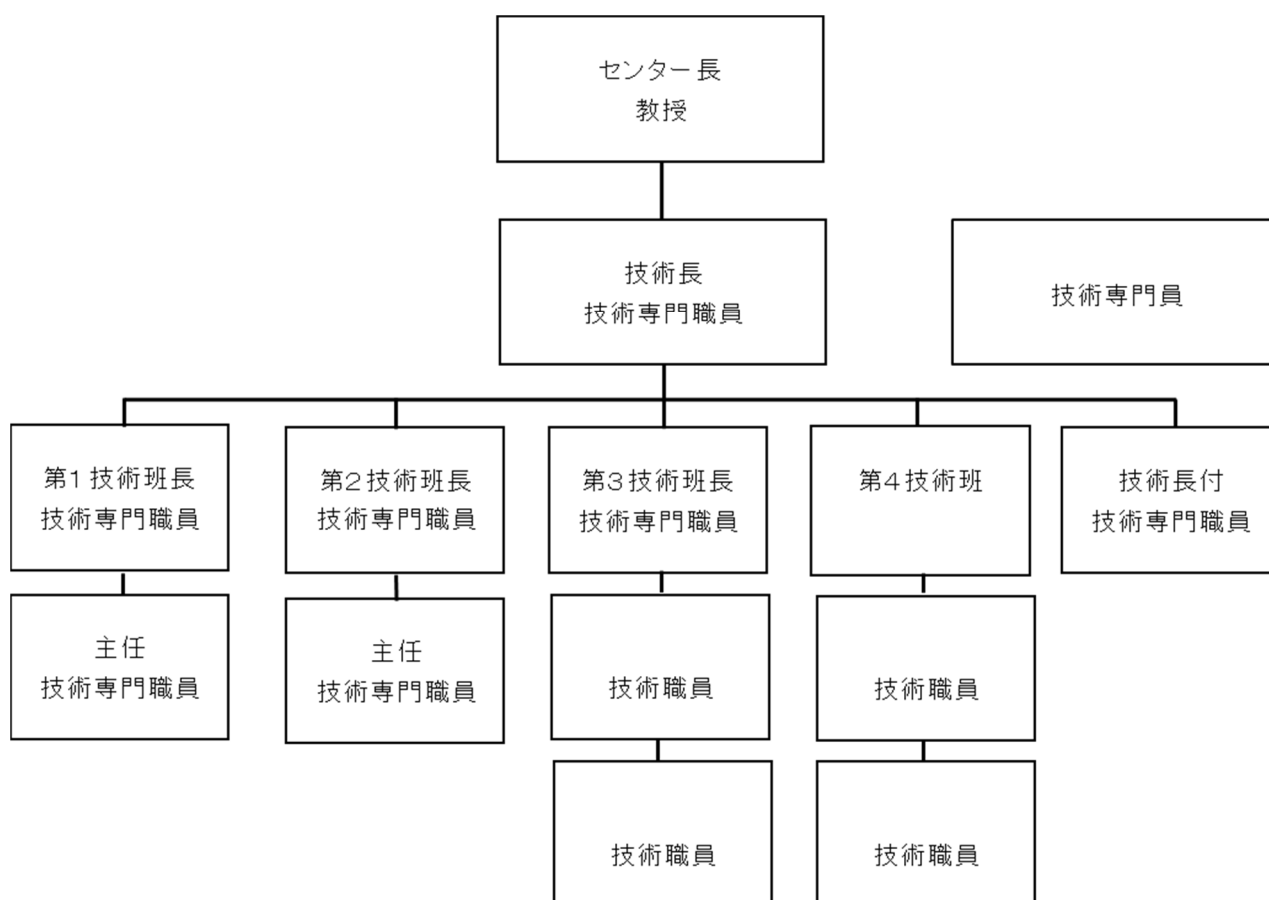 センター長
教授
技術長
技術専門職員
技術専門員
第1技術班長
技術専門職員
第2技術班長
技術専門職員
第3技術班長
技術専門職員
第4技術班
技術長付
技術専門職員
主任
技術専門職員
主任
技術専門職員
技術職員
技術職員
技術職員
技術職員